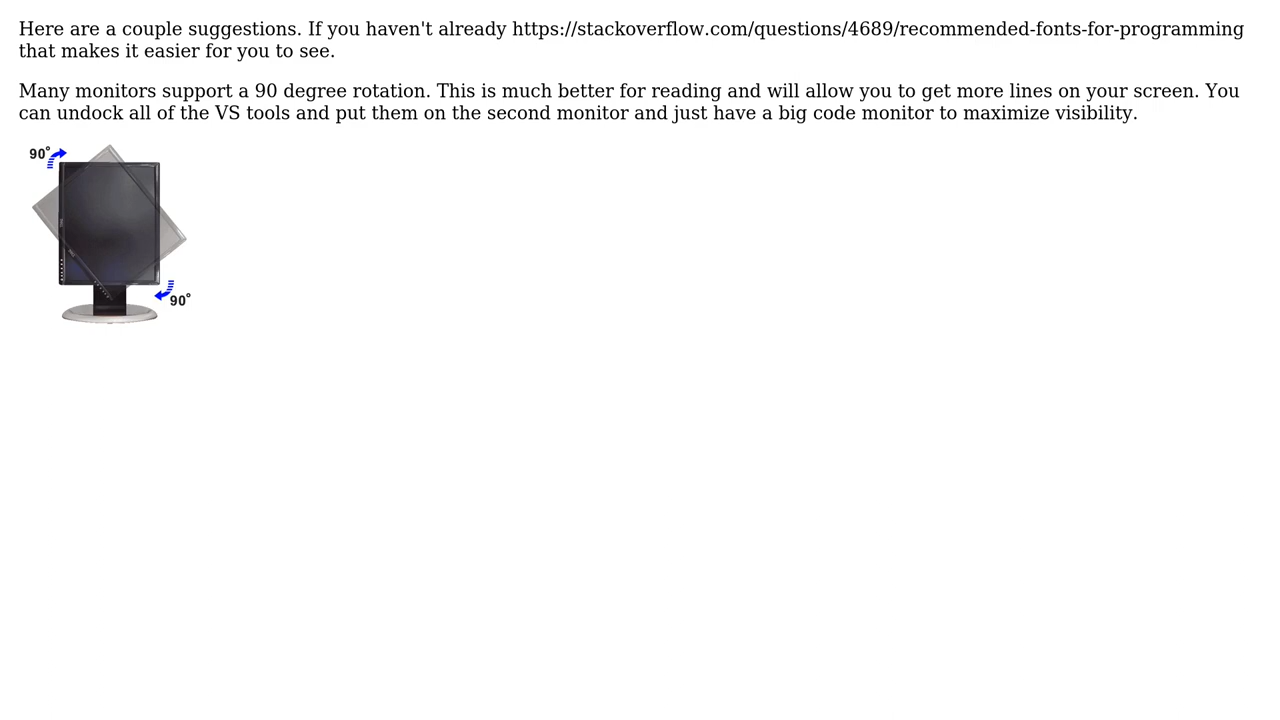 Here are a couple suggestions. If you haven't already https://stackoverflow.com/questions/4689/recommended-fonts-for-programming
that makes it easier for you to see.
Many monitors support a 90 degree rotation. This is much better for reading and will allow you to get more lines on your screen. You
can undock all of the VS tools and put them on the second monitor and just have a big code monitor to maximize visibility.
90°
90°